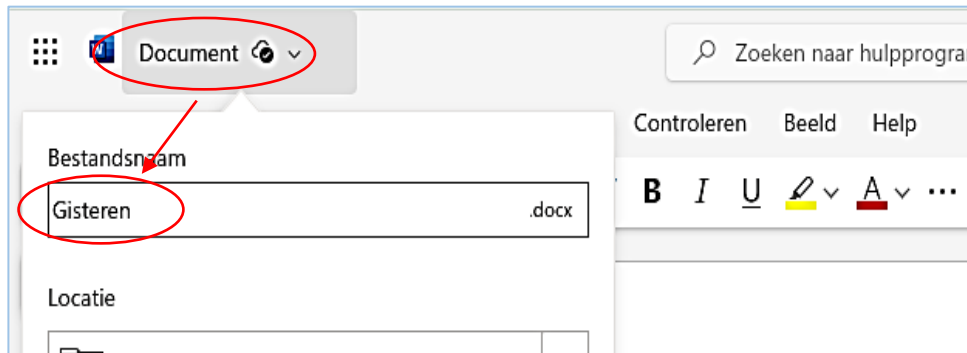 W Document
Zoeken naar hulpprogra
Controleren Beeld Help
Bestandsnaam
B I U A ...
Gisteren .docx
Locatie